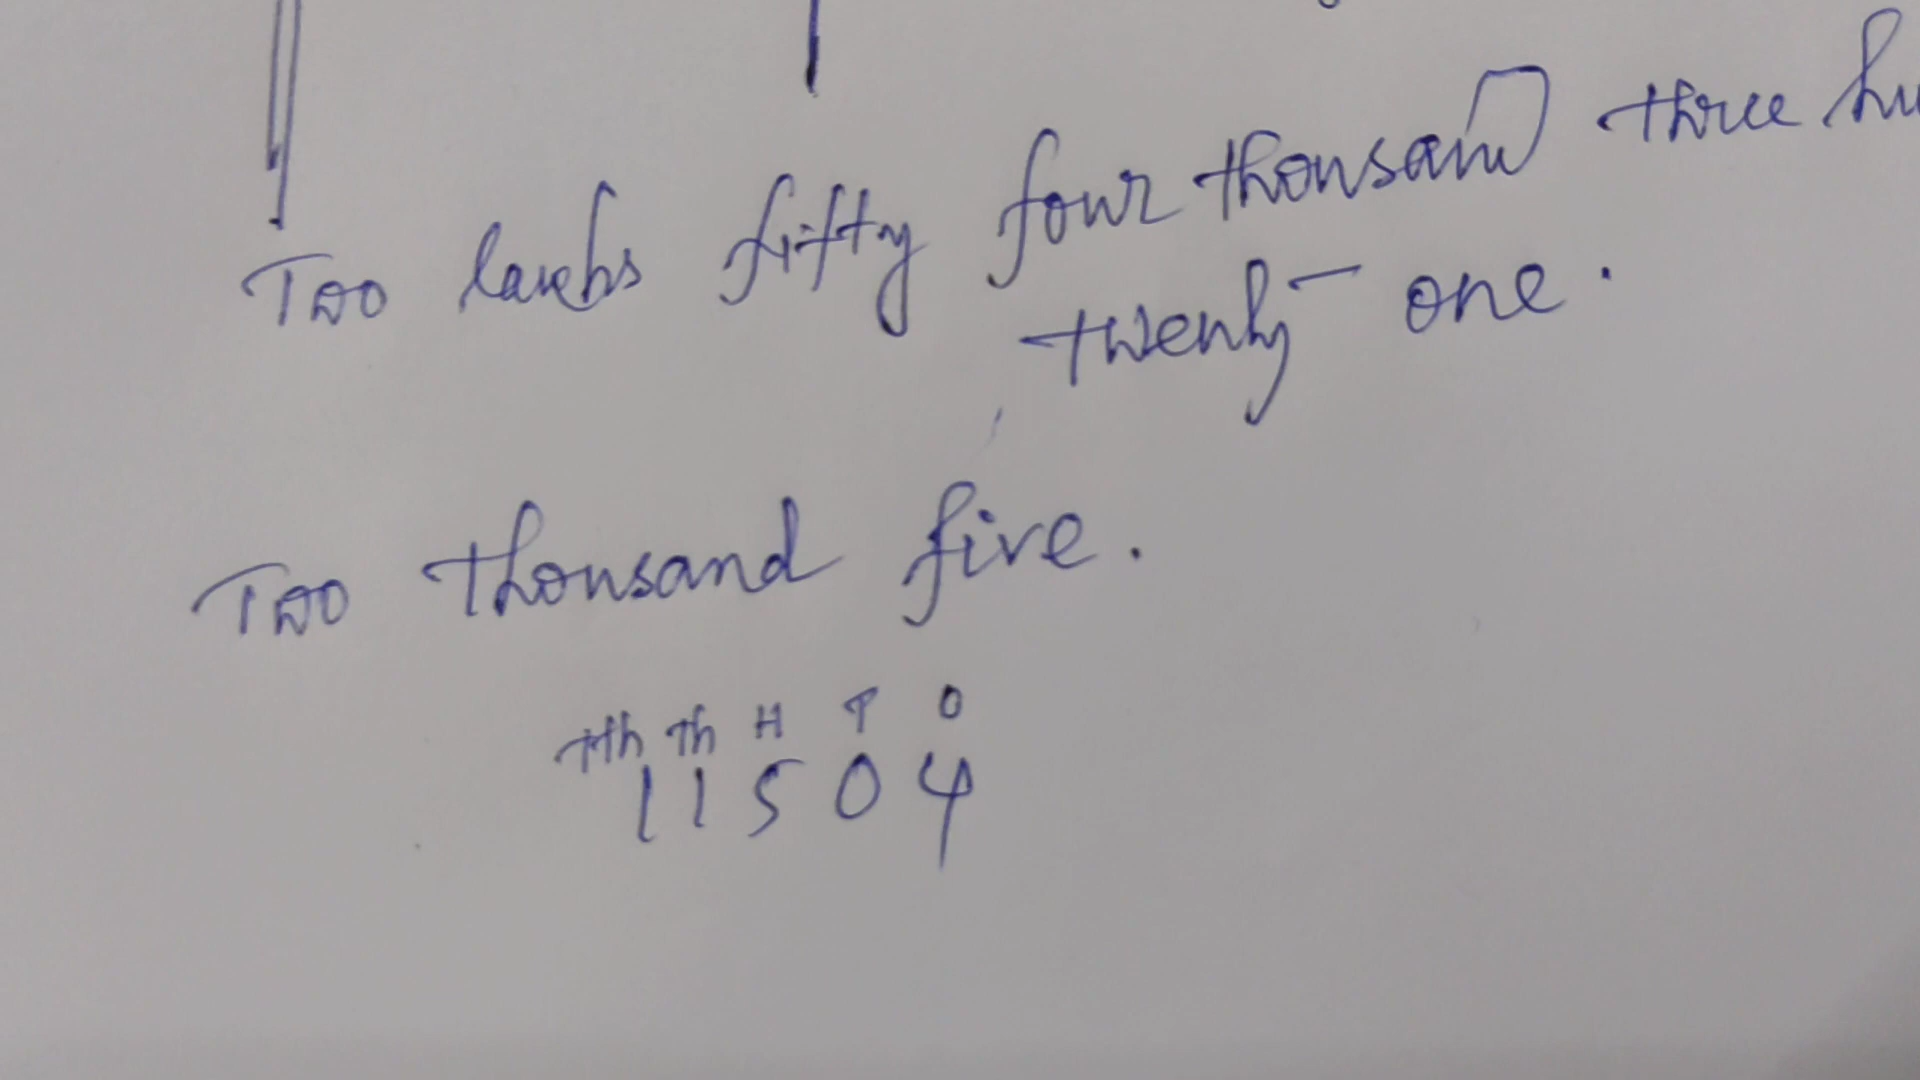 Two lakhs fifty four thousand three hu
twenty-one.
Two thousand five.
Tth Th H T O
1 1 5 0 4